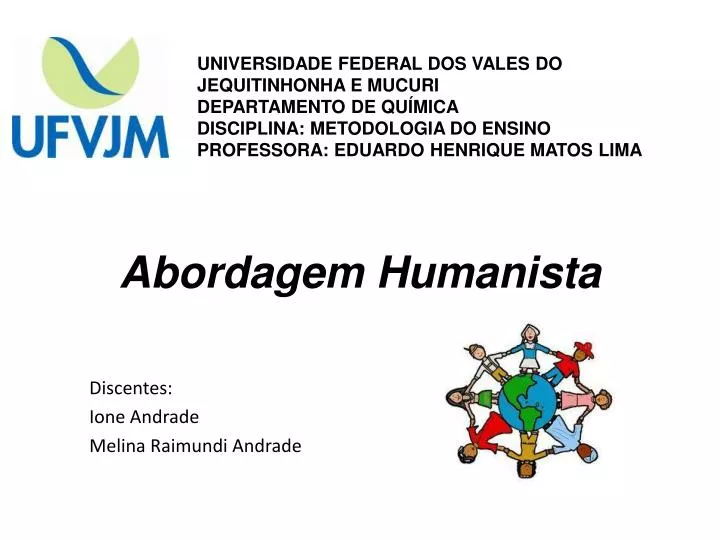 UFVJM
UNIVERSIDADE FEDERAL DOS VALES DO
JEQUITINHONHA E MUCURI
DEPARTAMENTO DE QUÍMICA
DISCIPLINA: METODOLOGIA DO ENSINO
PROFESSORA: EDUARDO HENRIQUE MATOS LIMA
Abordagem Humanista
Discentes:
Ione Andrade
Melina Raimundi Andrade